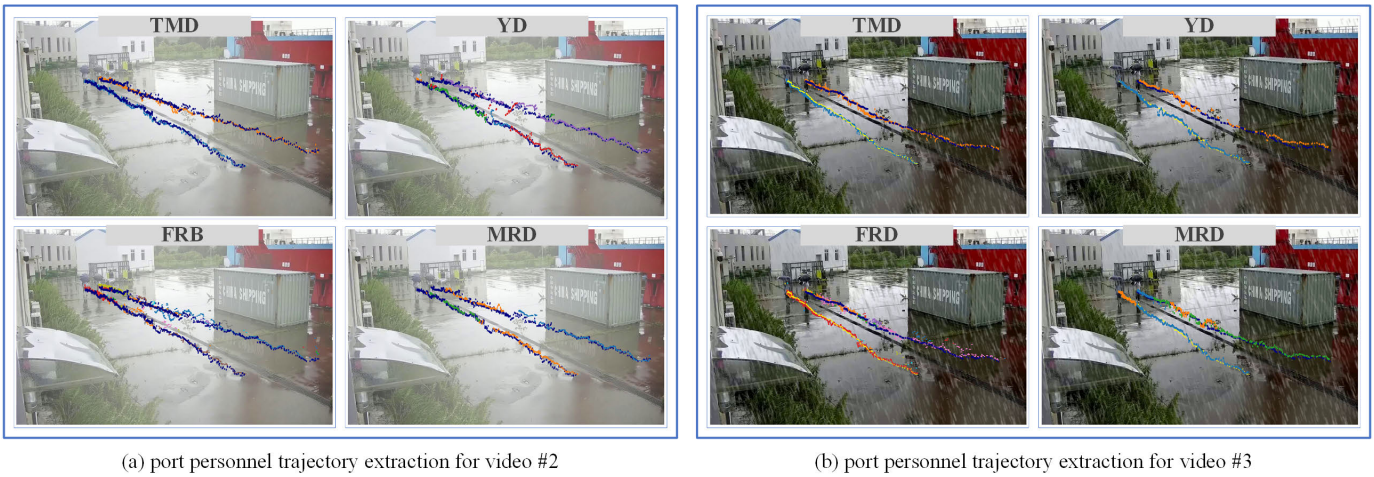 TMD
YD
CHINA SHIPPING
CHINA SHIPPING
FRB
MRD
CHINA SHIPPING
CHINA SHIPPING
(a) port personnel trajectory extraction for video #2
TMD
YD
CHINA SHIPPING
CHINA SHIPPING
FRD
MRD
CHINA SHIPPING
CHINA SHIPPING
(b) port personnel trajectory extraction for video #3